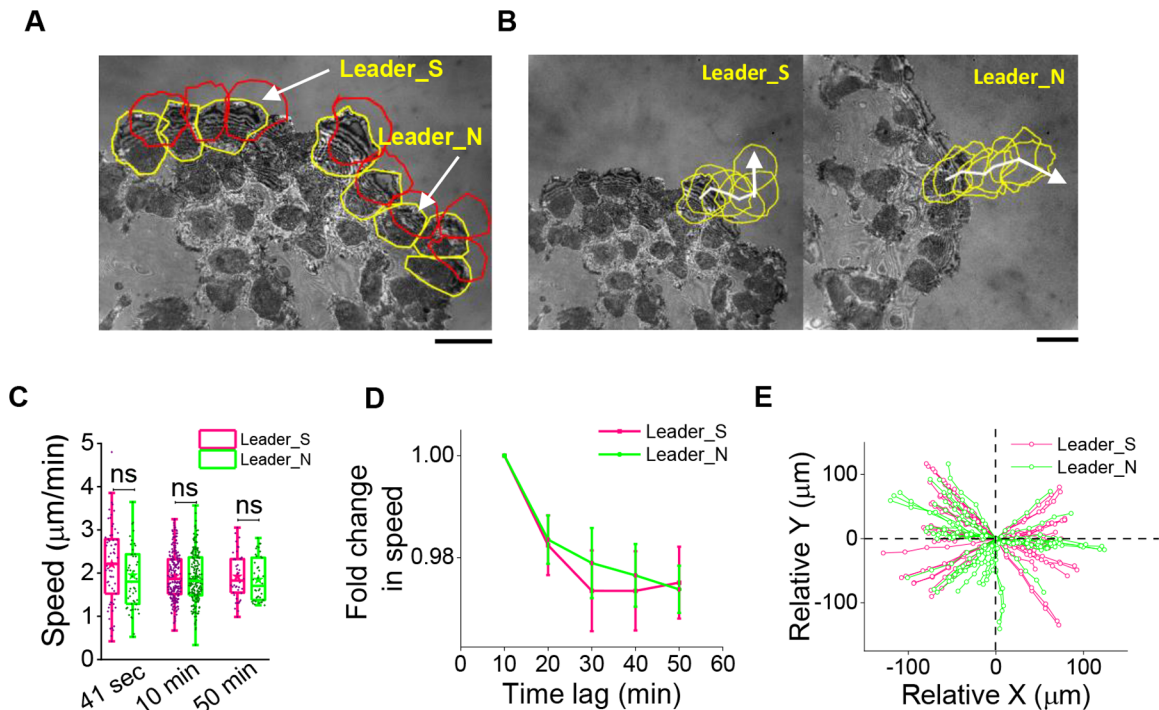 A
Leader_S
Leader_N
B
Leader_S
Leader_N
C
Speed (μm/min)
5
4
3
2
1
0
Leader_S
Leader_N
ns
ns
ns
41 sec
10 min
50 min
D
Fold change
in speed
1.00
0.98
Leader_S
Leader_N
0
10
20
30
40
50
60
Time lag (min)
E
Relative Y (μm)
100
0
-100
Leader_S
Leader_N
-100
0
100
Relative X (μm)